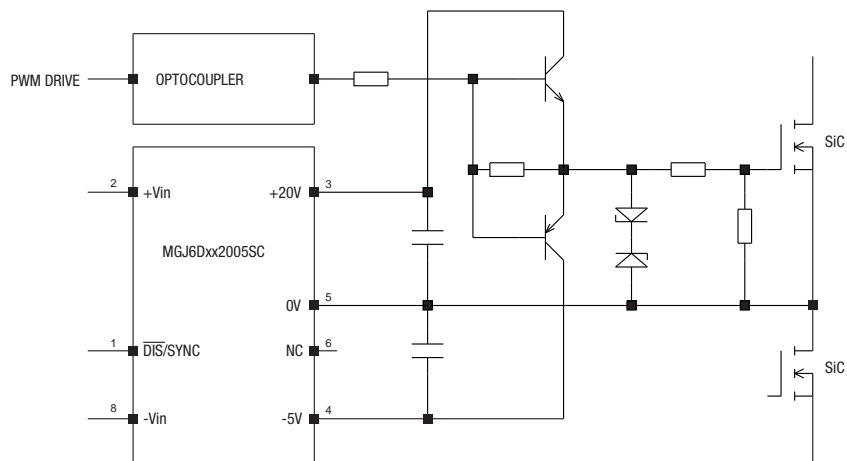 PWM DRIVE
OPTOCOUPLER
SiC
2
+Vin
+20V
3
MGJ6Dxx2005SC
0V
5
1
DIS/SYNC
NC
6
SiC
8
-Vin
-5V
4